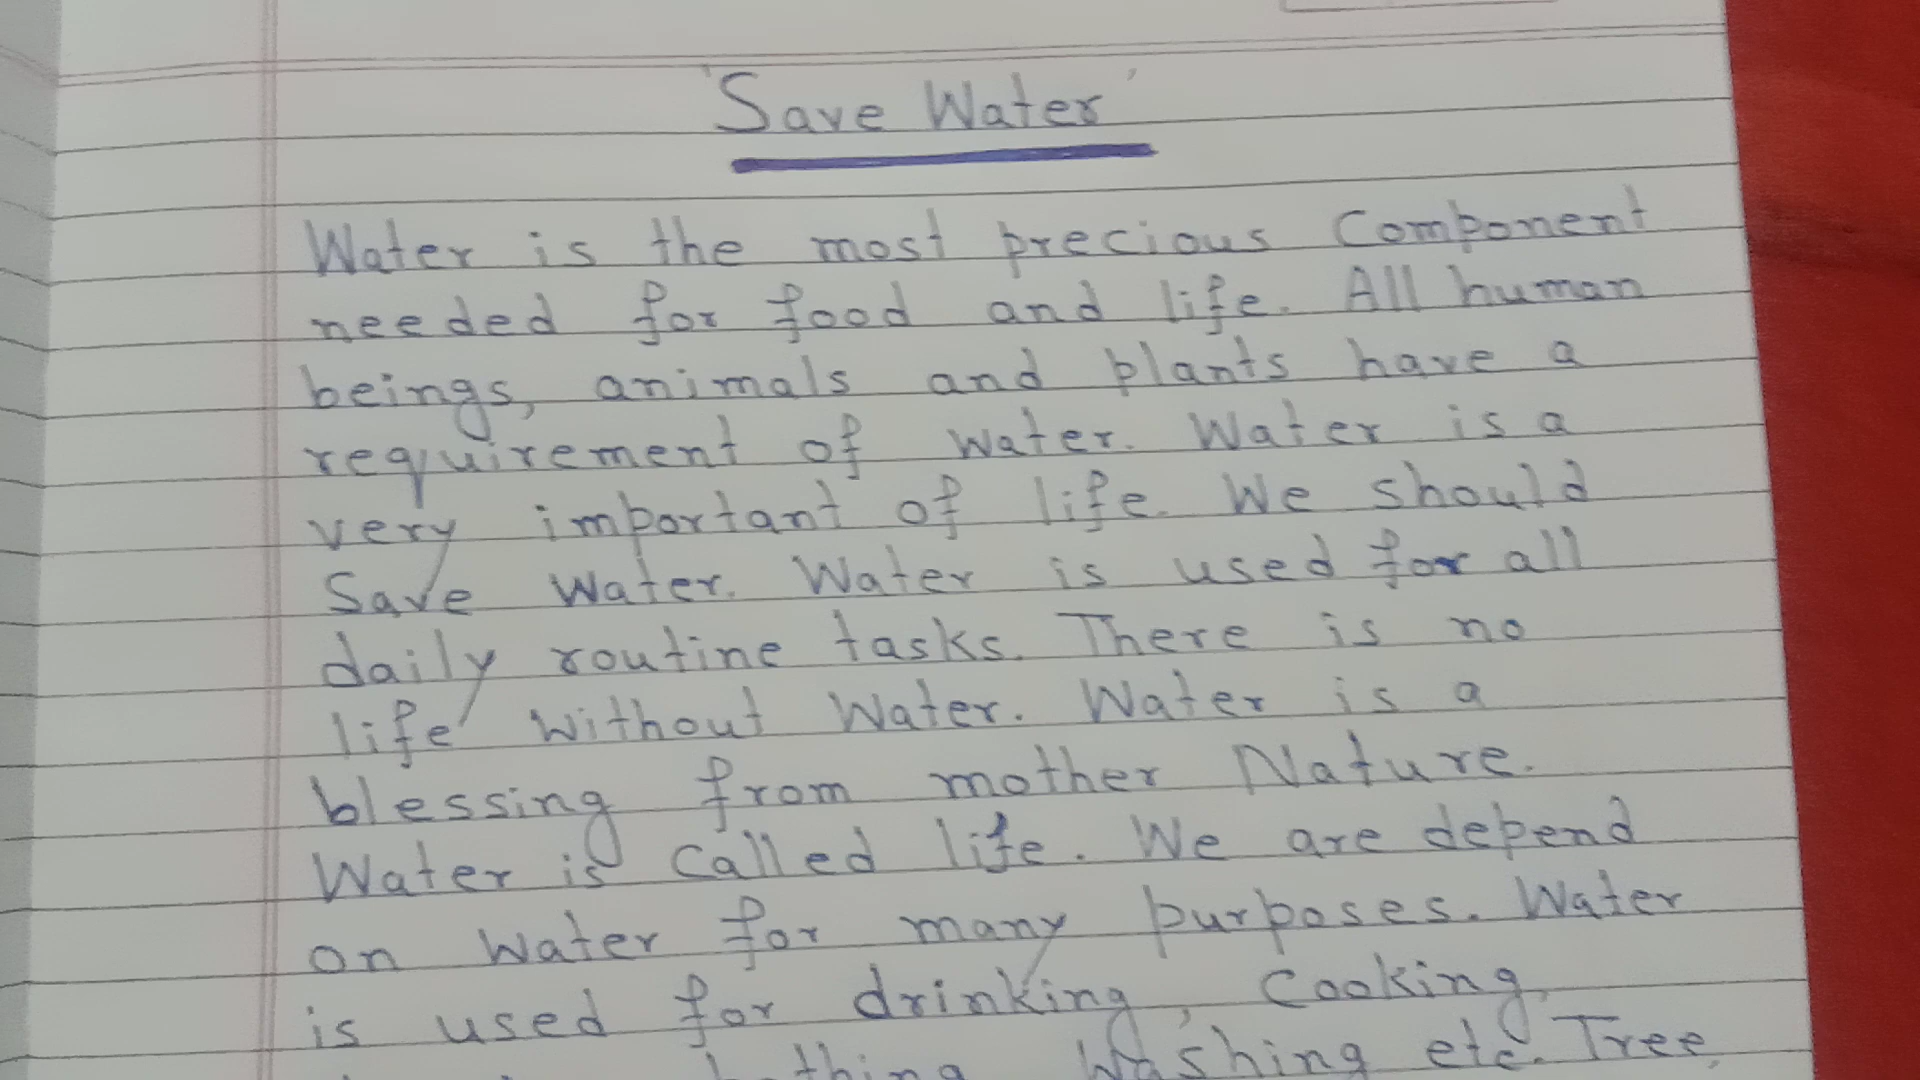 'Save Water'
Water is the most precious Component
needed for food and life. All human
beings, animals and plants have a
requirement of water. Water is a
very important of life. We should
Save Water. Water is used for all
daily routine tasks. There is no
life without Water. Water is a
blessing from mother Nature.
Water is called life. We are depend
on Water for many purposes. Water
is used for drinking, Cooking,
washing etc. Tree,